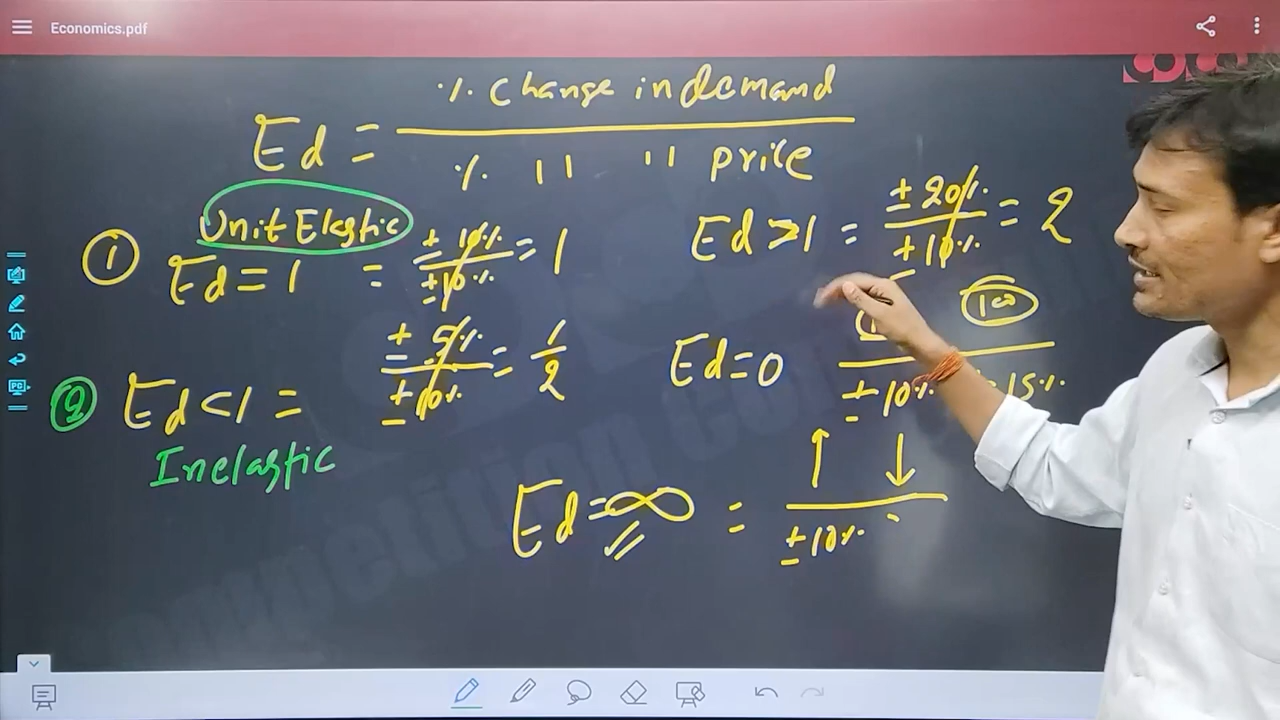 Economics.pdf
% change in demand
Ed =
% " " price
Unit Elastic
① Ed = 1 = ± 10% / ± 10% = 1
Ed > 1 = ± 20% / ± 10% = 2
② Ed < 1 = ± 5% / ± 10% = 1/2
Inelastic
Ed = 0
100
± 10% 15%
Ed = ∞ = ↑ ↓
± 10%